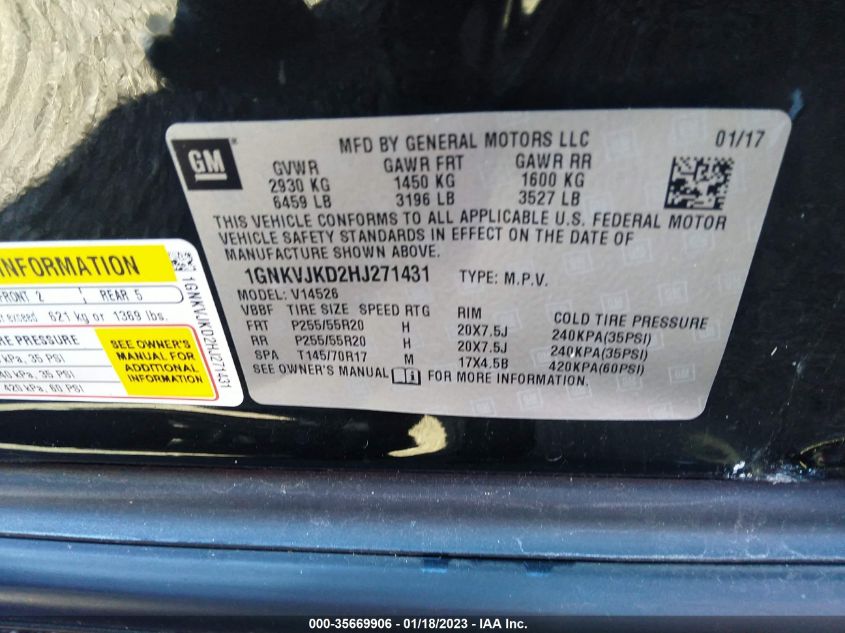 GM
MFD BY GENERAL MOTORS LLC 01/17
GVWR GAWR FRT GAWR RR
2930 KG 1450 KG 1600 KG
6459 LB 3196 LB 3527 LB
THIS VEHICLE CONFORMS TO ALL APPLICABLE U.S. FEDERAL MOTOR
VEHICLE SAFETY STANDARDS IN EFFECT ON THE DATE OF
MANUFACTURE SHOWN ABOVE.
1GNKVJKD2HJ271431 TYPE: M.P.V.
MODEL: V14526
VBBF TIRE SIZE SPEED RTG RIM COLD TIRE PRESSURE
FRT P255/55R20 H 20X7.5J 240KPA(35PSI)
RR P255/55R20 H 20X7.5J 240KPA(35PSI)
SPA T145/70R17 M 17X4.5B 420KPA(60PSI)
SEE OWNER'S MANUAL FOR MORE INFORMATION.
INFORMATION
FRONT 2 REAR 5
exceed 621 kg or 1369 lbs.
PRESSURE
kPa, 35 PSI
kPa, 35 PSI
420 kPa, 60 PSI
SEE OWNER'S
MANUAL FOR
ADDITIONAL
INFORMATION
1GNKVJKD2HJ271431
000-35669906 - 01/18/2023 - IAA Inc.